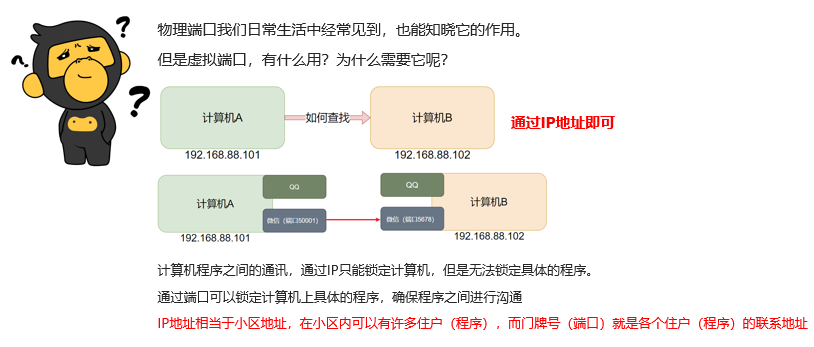 物理端口我们日常生活中经常见到，也能知晓它的作用。
但是虚拟端口，有什么用？为什么需要它呢？
计算机A
如何查找
计算机B
通过IP地址即可
192.168.88.101
192.168.88.102
QQ
QQ
计算机A
计算机B
微信（端口50001）
微信（端口5678）
192.168.88.101
192.168.88.102
计算机程序之间的通讯，通过IP只能锁定计算机，但是无法锁定具体的程序。
通过端口可以锁定计算机上具体的程序，确保程序之间进行沟通
IP地址相当于小区地址，在小区内可以有许多住户（程序），而门牌号（端口）就是各个住户（程序）的联系地址